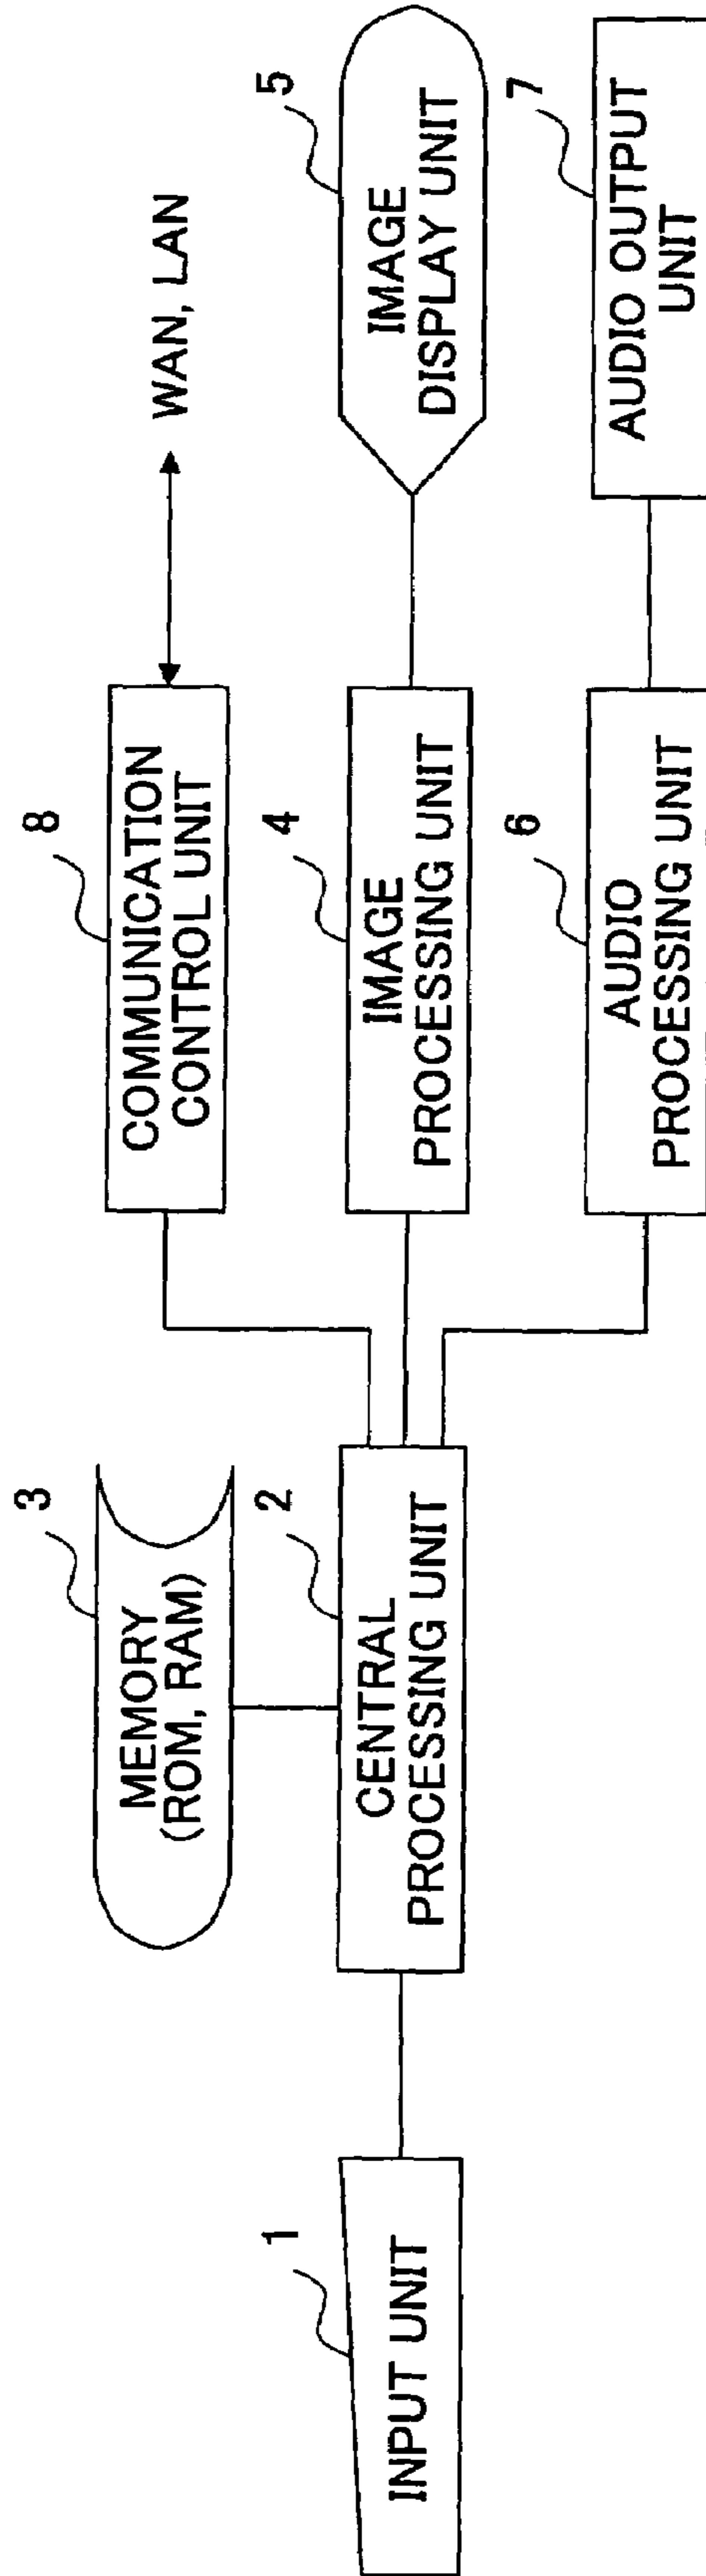 3
MEMORY
(ROM, RAM)
8
COMMUNICATION
CONTROL UNIT
WAN, LAN
1
INPUT UNIT
2
CENTRAL
PROCESSING UNIT
4
IMAGE
PROCESSING UNIT
5
IMAGE
DISPLAY UNIT
6
AUDIO
PROCESSING UNIT
7
AUDIO OUTPUT
UNIT